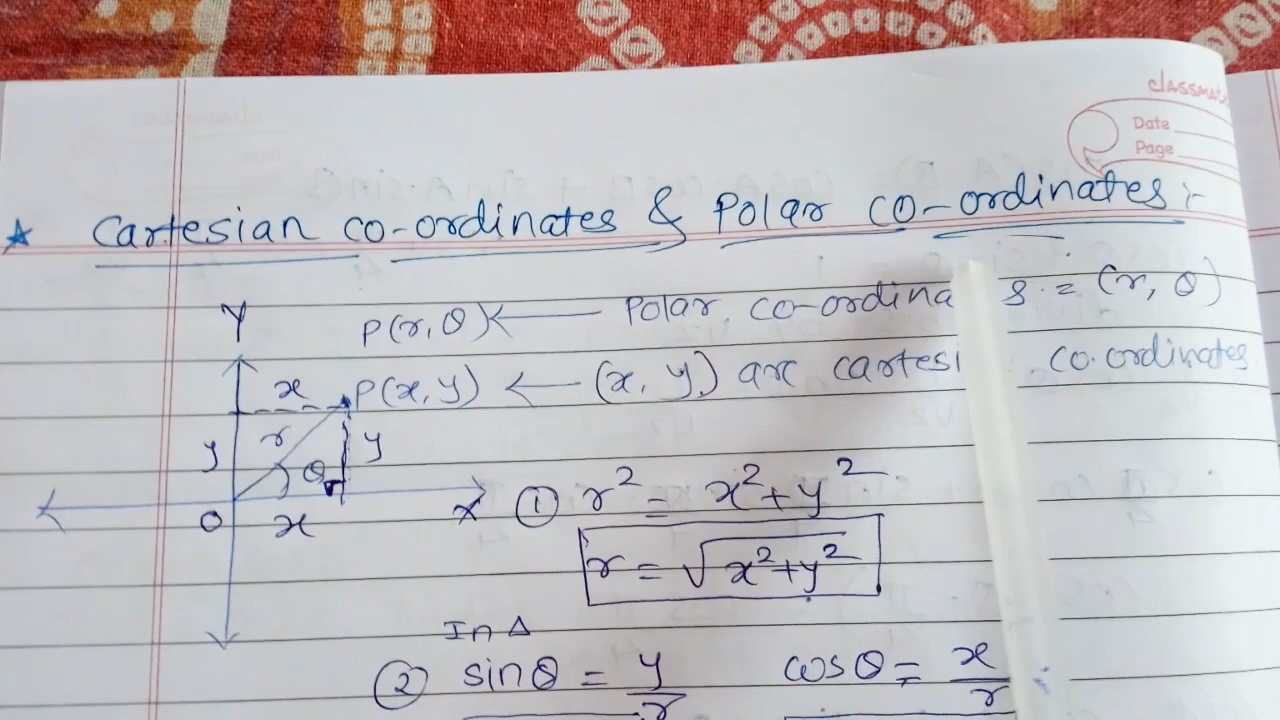 classmate
Date
Page
★ Cartesian co-ordinates & Polar co-ordinates :-
Y P(r, θ) ← Polar co-ordina s = (r, θ)
x P(x, y) ← (x, y) are cartesi co-ordinates
y r θ y
O x X ① r² = x² + y²
r = √x²+y²
In Δ
② sinθ = y/r cosθ = x/r